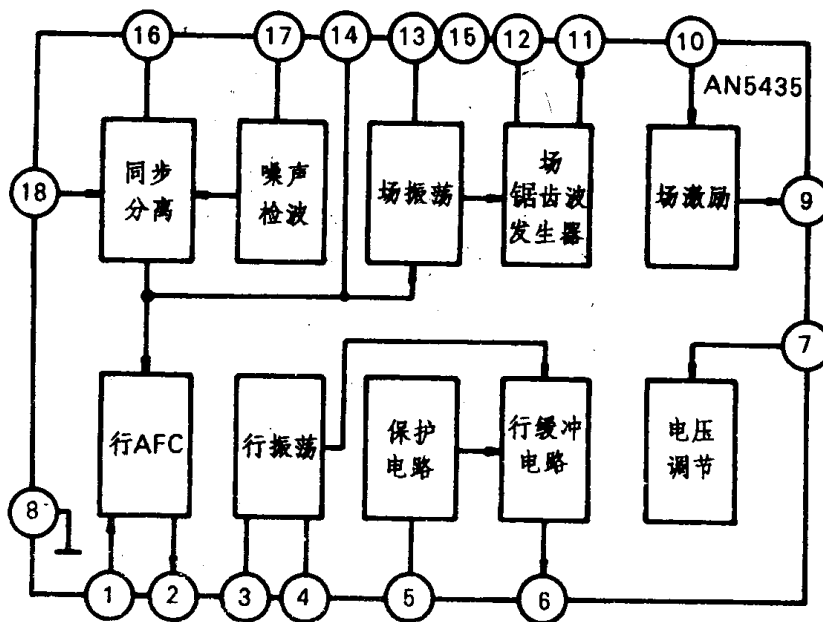 16
17
14
13
15
12
11
10
AN5435
18
同步
分离
噪声
检波
场振荡
场
锯齿波
发生器
场激励
9
7
行AFC
行振荡
保护
电路
行缓冲
电路
电压
调节
8
1
2
3
4
5
6